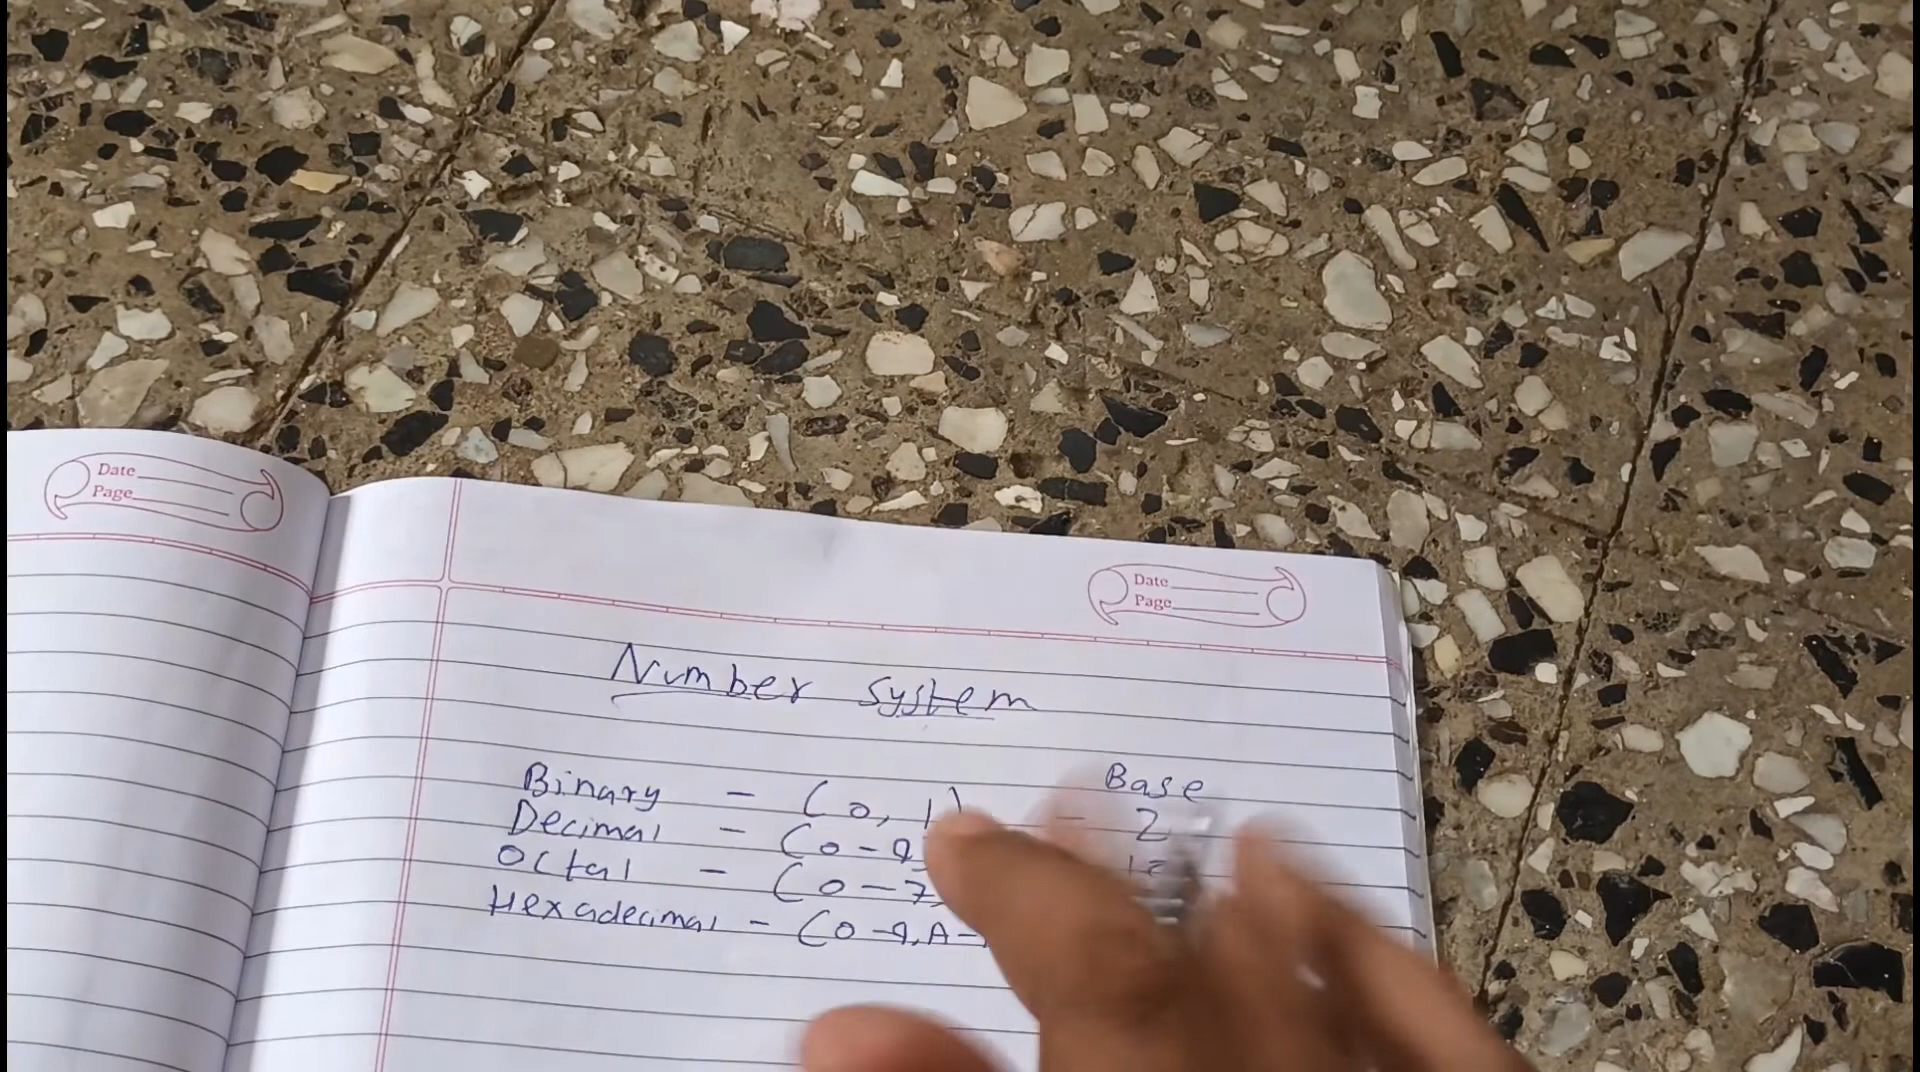 Date
Page
Date
Page
Number system
Base
Binary - (0, 1) - 2
Decimal - (0-9 10
Octal - (0-7
Hexadecimal - (0-9, A-